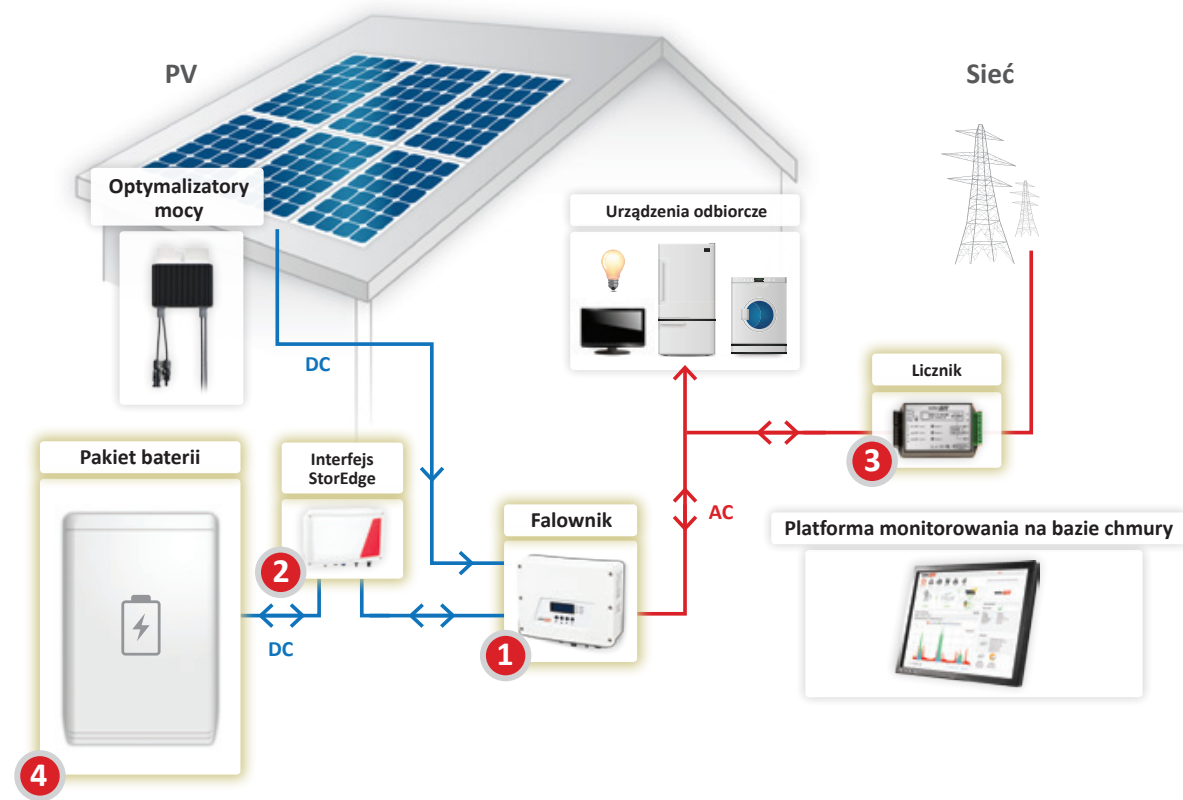 PV
Sieć
Optymalizatory
mocy
Urządzenia odbiorcze
DC
Licznik
3
Pakiet baterii
Interfejs
StorEdge
Falownik
AC
Platforma monitorowania na bazie chmury
2
DC
1
4